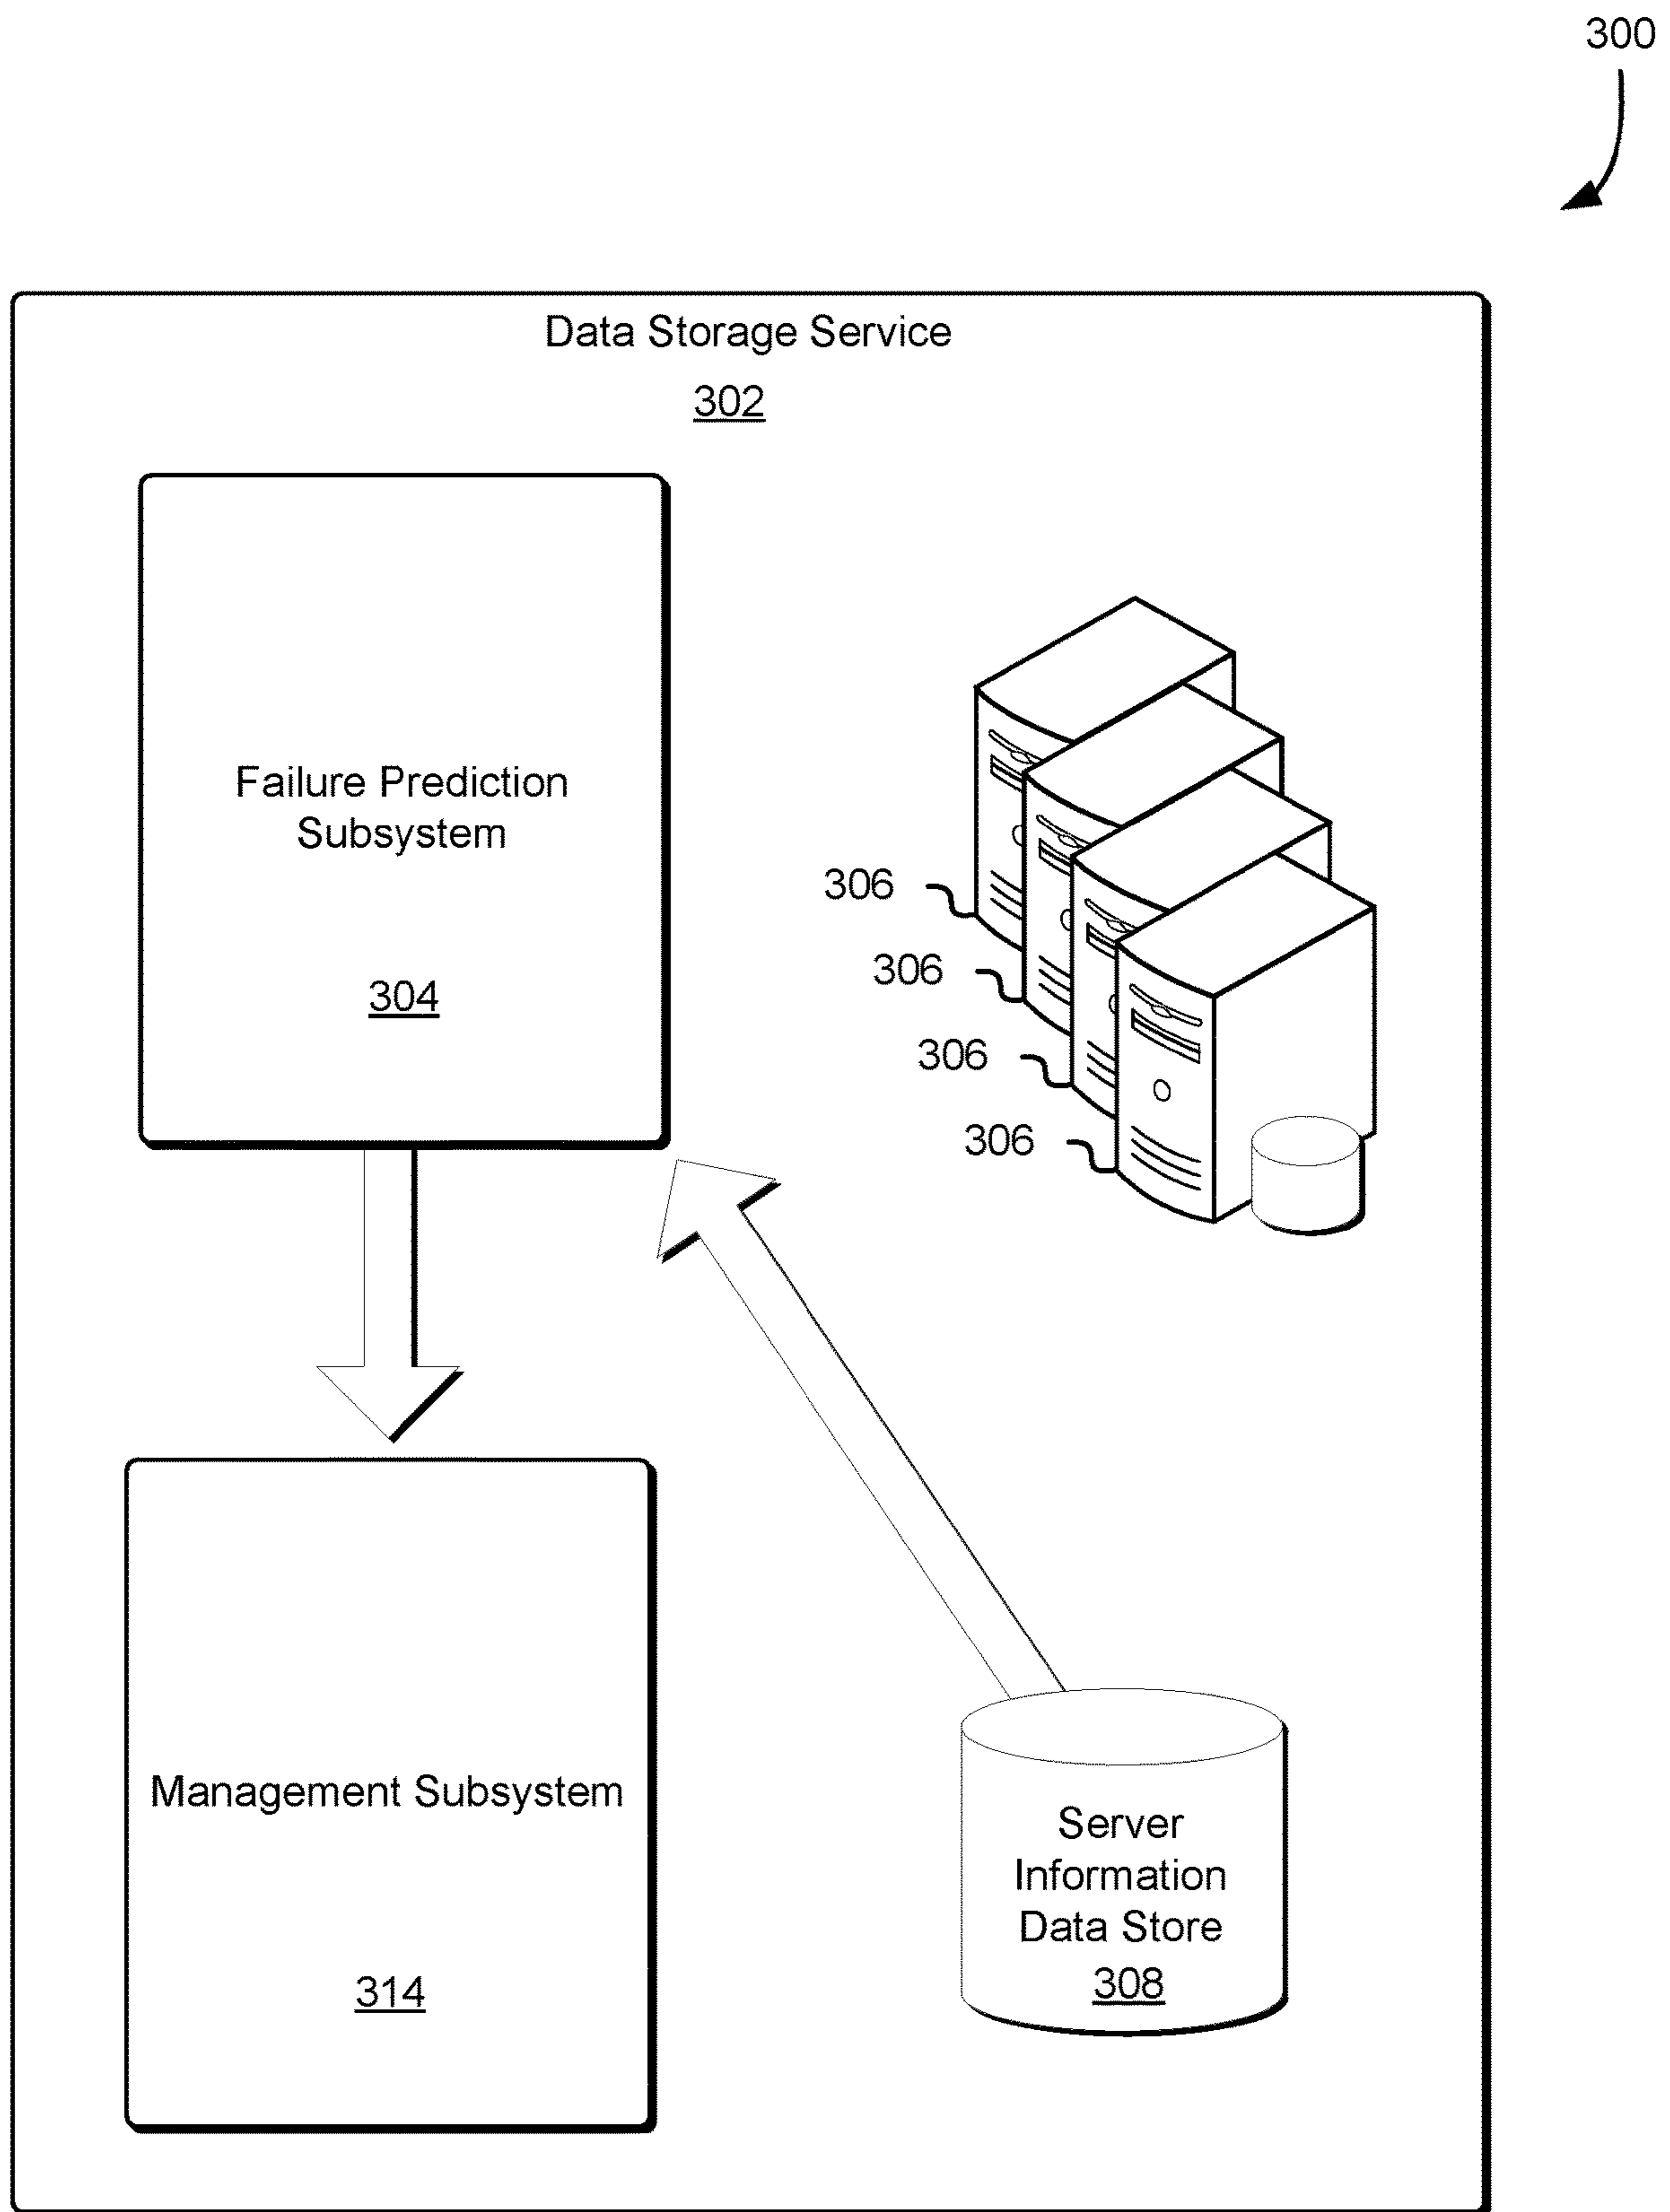 300
Data Storage Service
302
Failure Prediction
Subsystem
304
306
306
306
306
Management Subsystem
314
Server
Information
Data Store
308